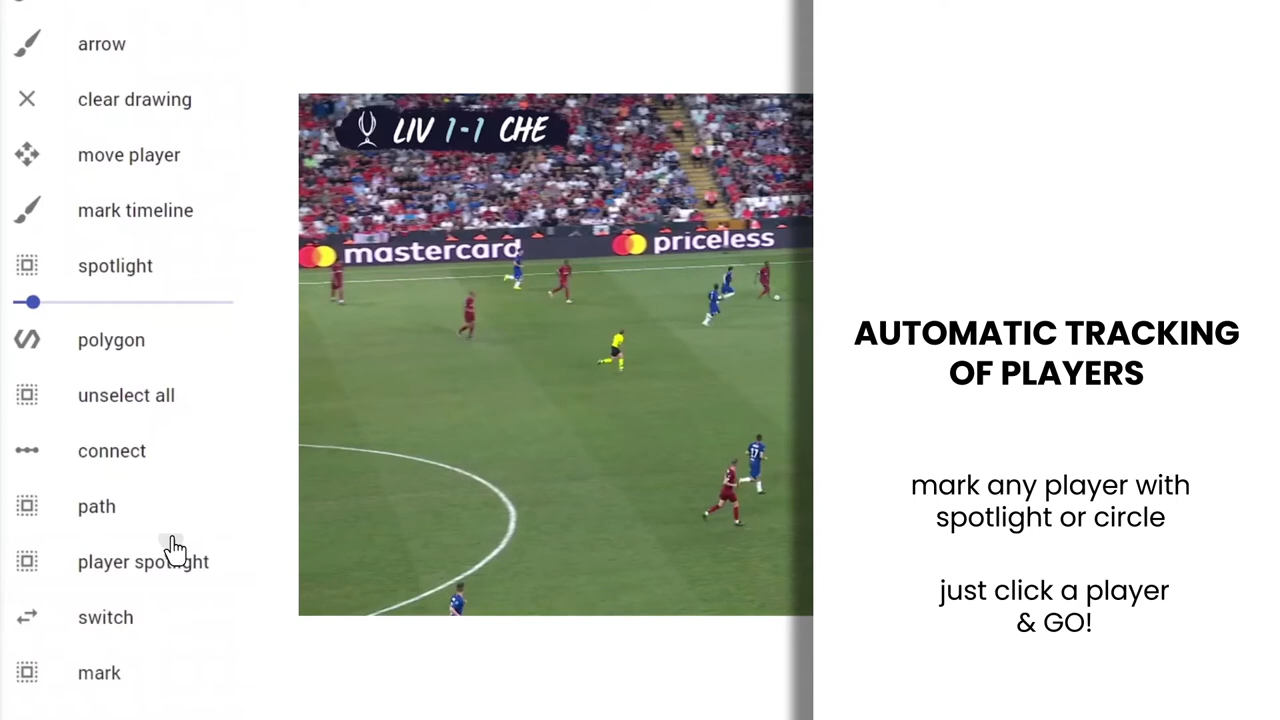 arrow
clear drawing
move player
mark timeline
spotlight
polygon
unselect all
connect
path
player spotlight
switch
mark
LIV 1-1 CHE
mastercard
priceless
17
AUTOMATIC TRACKING
OF PLAYERS
mark any player with
spotlight or circle
just click a player
& GO!